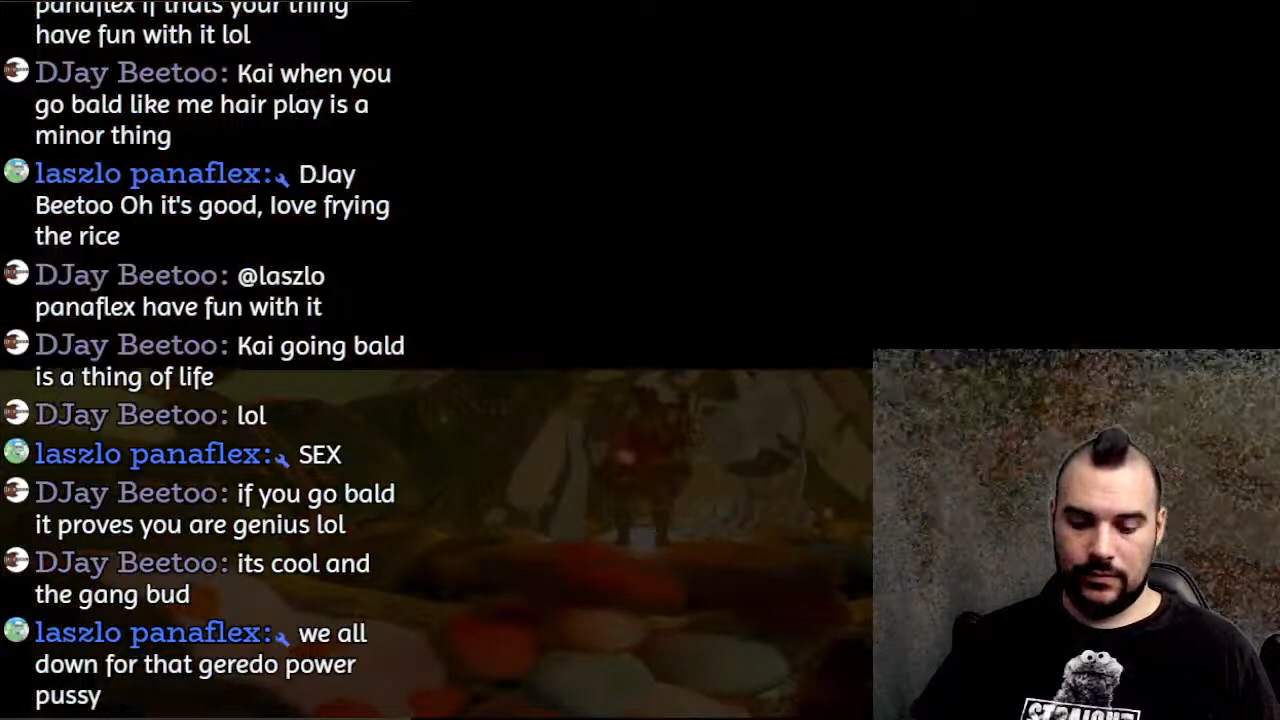 panaflex if thats your thing
have fun with it lol
DJay Beetoo: Kai when you
go bald like me hair play is a
minor thing
laszlo panaflex: DJay
Beetoo Oh it's good, love frying
the rice
DJay Beetoo: @laszlo
panaflex have fun with it
DJay Beetoo: Kai going bald
is a thing of life
DJay Beetoo: lol
laszlo panaflex: SEX
DJay Beetoo: if you go bald
it proves you are genius lol
DJay Beetoo: its cool and
the gang bud
laszlo panaflex: we all
down for that geredo power
pussy
STRAIGHT